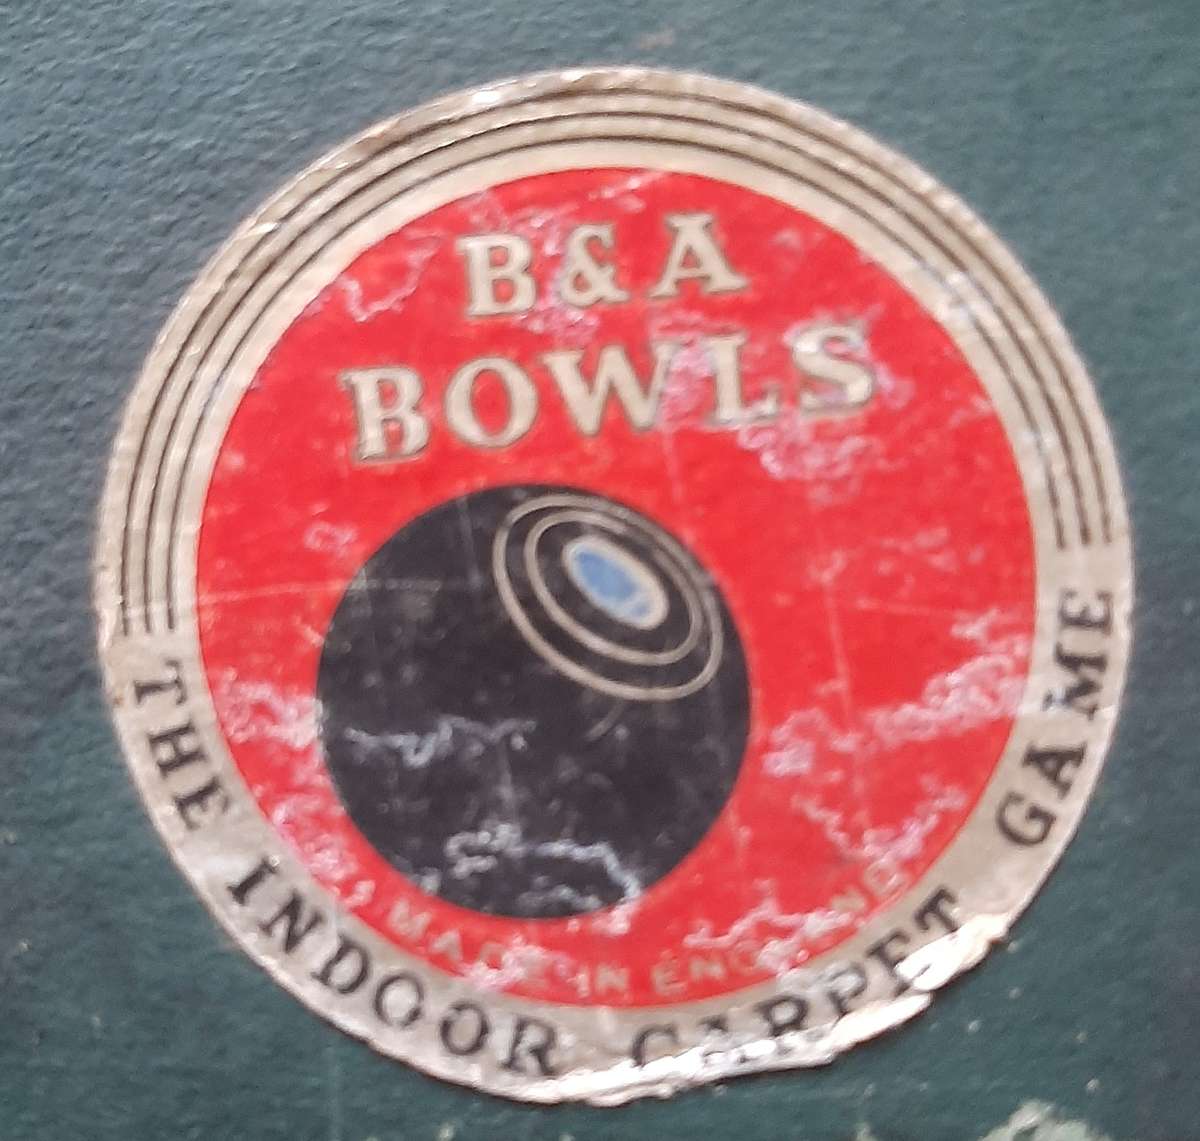 B & A
BOWLS
MADE IN ENGLAND
THE INDOOR CARPET GAME